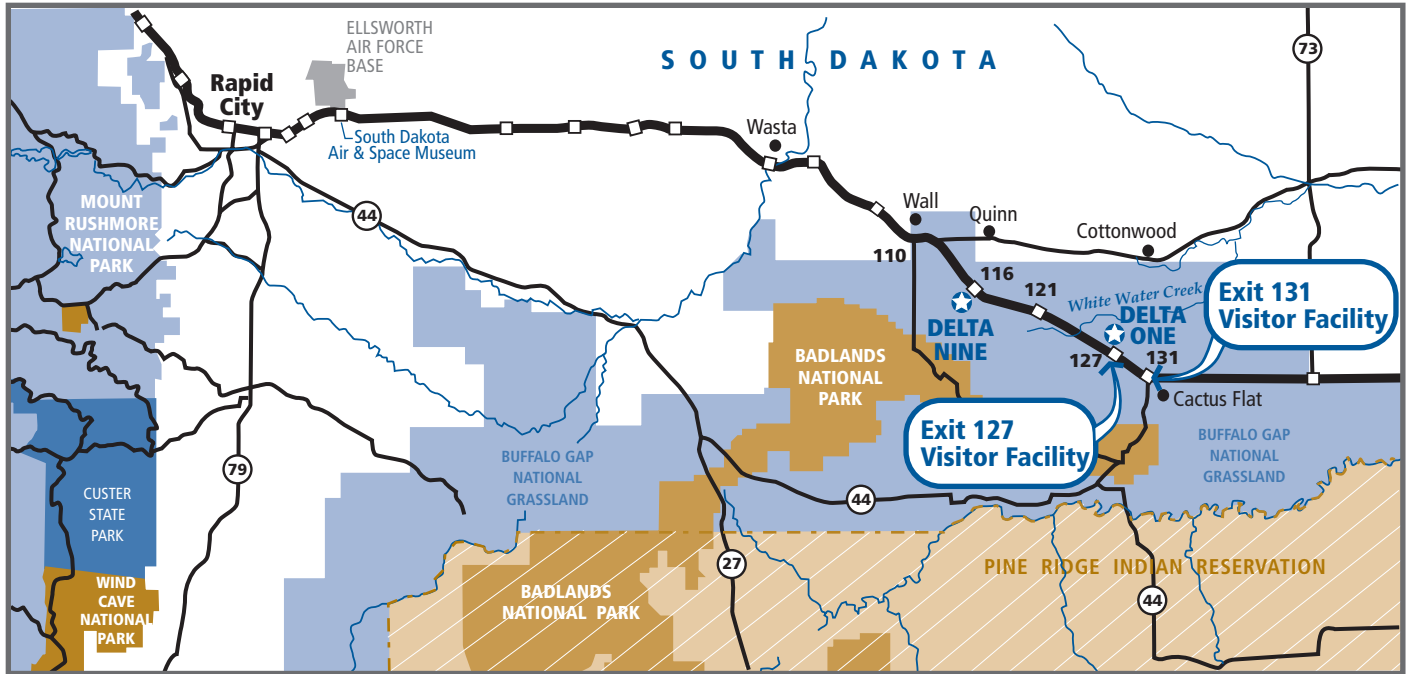 ELLSWORTH
AIR FORCE
BASE
SOUTH DAKOTA
73
Rapid
City
South Dakota
Air & Space Museum
Wasta
MOUNT
RUSHMORE
NATIONAL
PARK
44
Wall
Quinn
Cottonwood
110
116
121
White Water Creek
Exit 131
Visitor Facility
DELTA
NINE
DELTA
ONE
127
131
Cactus Flat
BADLANDS
NATIONAL
PARK
Exit 127
Visitor Facility
BUFFALO GAP
NATIONAL
GRASSLAND
BUFFALO GAP
NATIONAL
GRASSLAND
79
CUSTER
STATE
PARK
44
27
WIND
CAVE
NATIONAL
PARK
BADLANDS
NATIONAL PARK
PINE RIDGE INDIAN RESERVATION
44